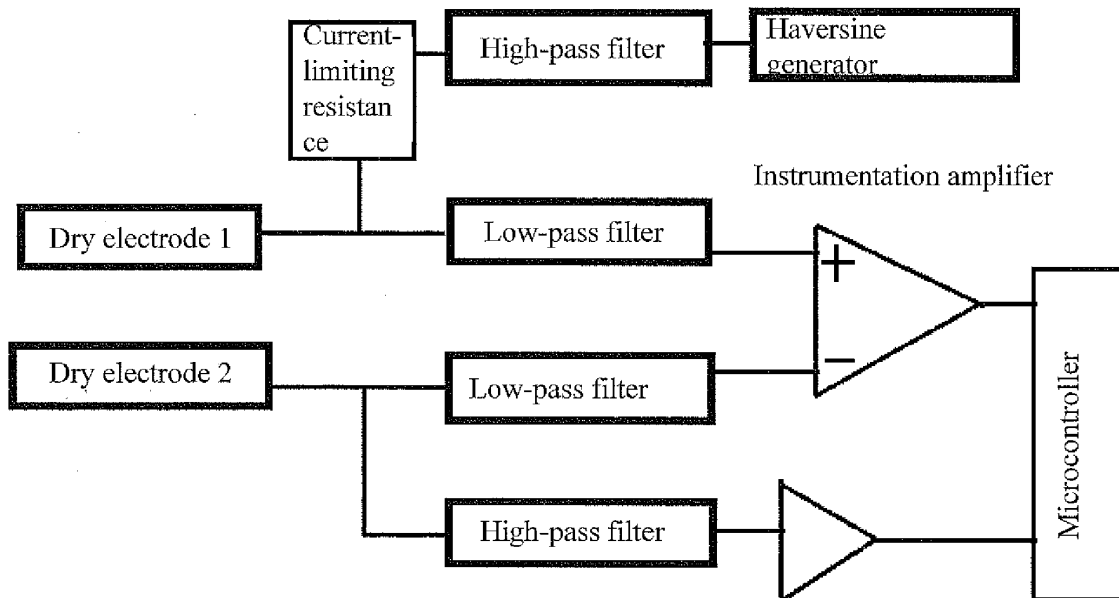 Current-
limiting
resistan
ce
High-pass filter
Haversine
generator
Instrumentation amplifier
Dry electrode 1
Low-pass filter
+
Dry electrode 2
Low-pass filter
−
High-pass filter
Microcontroller